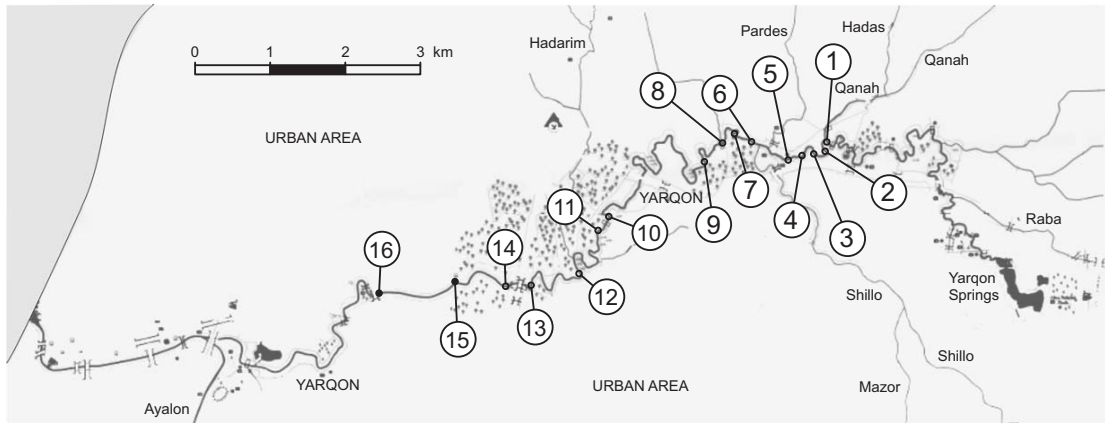 0 1 2 3 km
Hadarim
Pardes
Hadas
Qanah
Qanah
URBAN AREA
1
5
6
8
YARQON
7
9
4
3
2
11
10
Raba
16
14
12
15
13
Shillo
Yarqon
Springs
Shillo
YARQON
URBAN AREA
Mazor
Ayalon